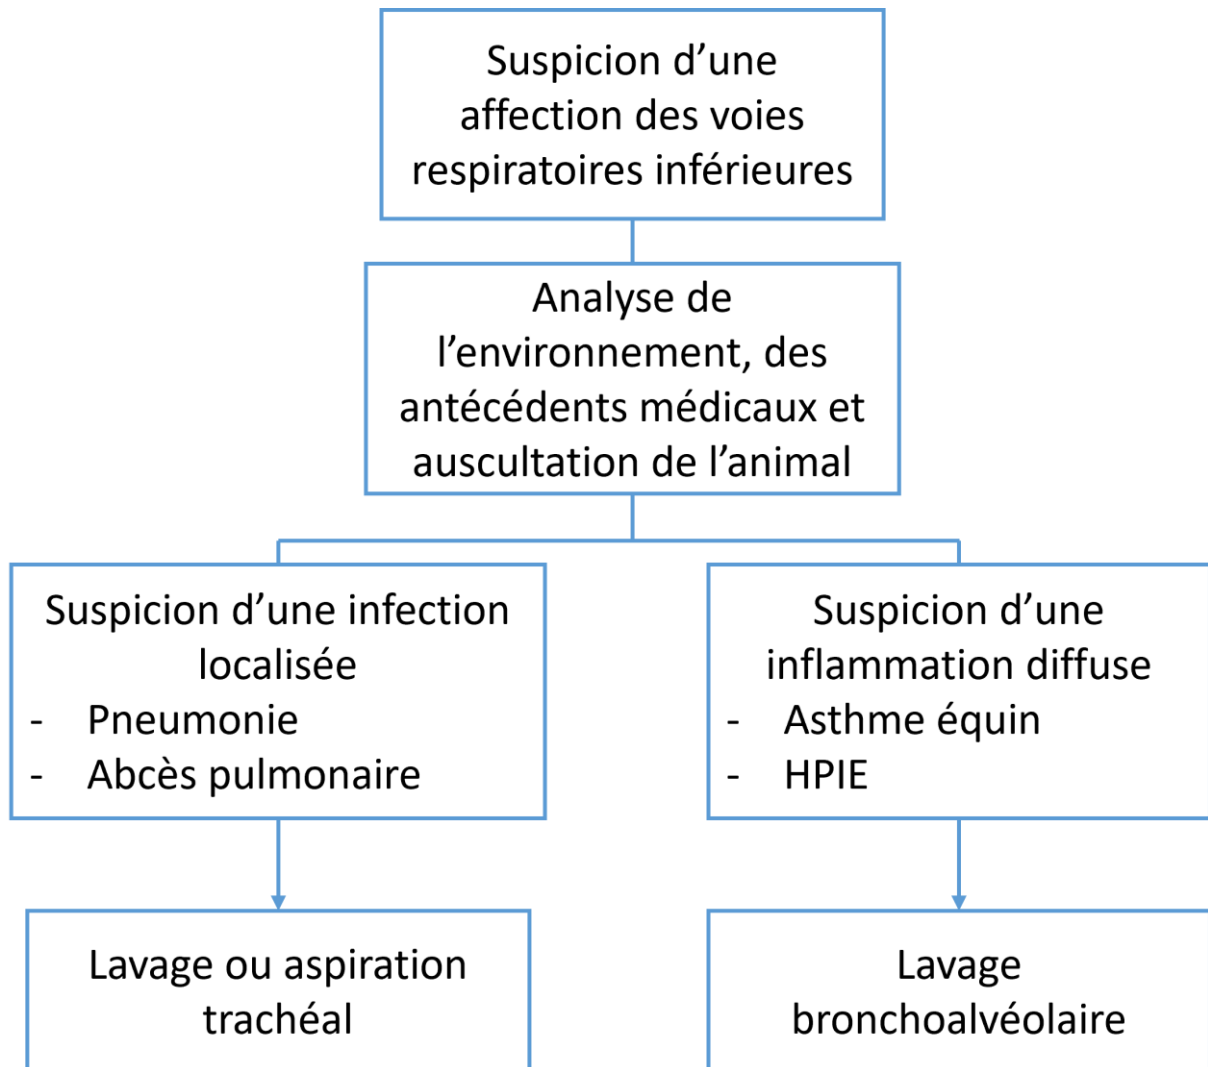 Suspicion d’une
affection des voies
respiratoires inférieures
Analyse de
l’environnement, des
antécédents médicaux et
auscultation de l’animal
Suspicion d’une infection
localisée
- Pneumonie
- Abcès pulmonaire
Suspicion d’une
inflammation diffuse
- Asthme équin
- HPIE
Lavage ou aspiration
trachéal
Lavage
bronchoalvéolaire